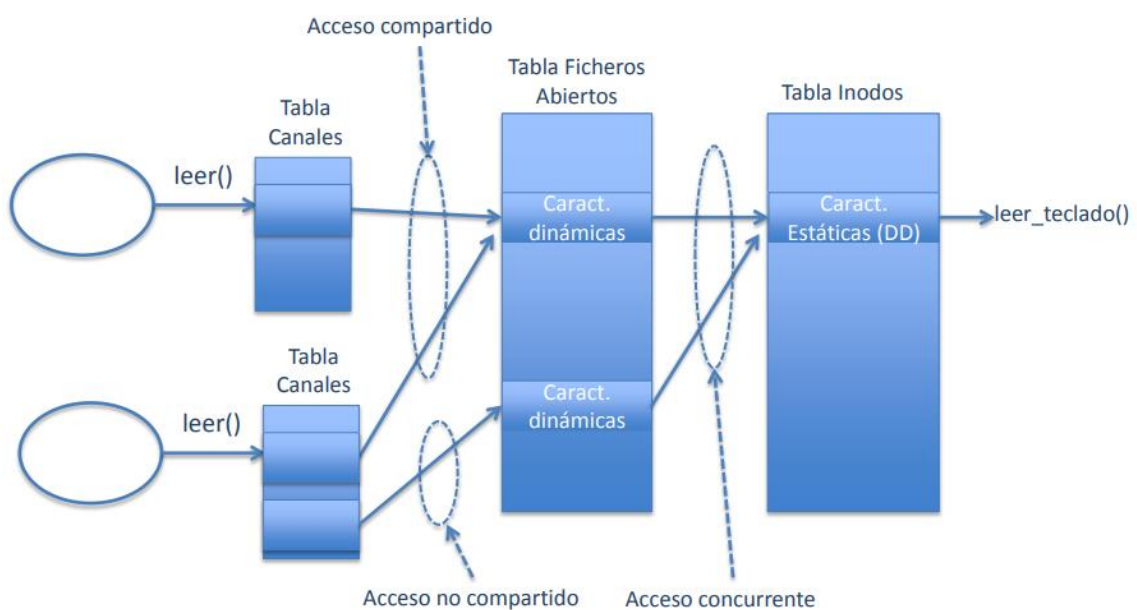 Acceso compartido
Tabla Ficheros
Abiertos
Tabla Inodos
Tabla
Canales
leer()
Caract.
dinámicas
Caract.
Estáticas (DD)
leer_teclado()
Tabla
Canales
leer()
Caract.
dinámicas
Acceso no compartido
Acceso concurrente